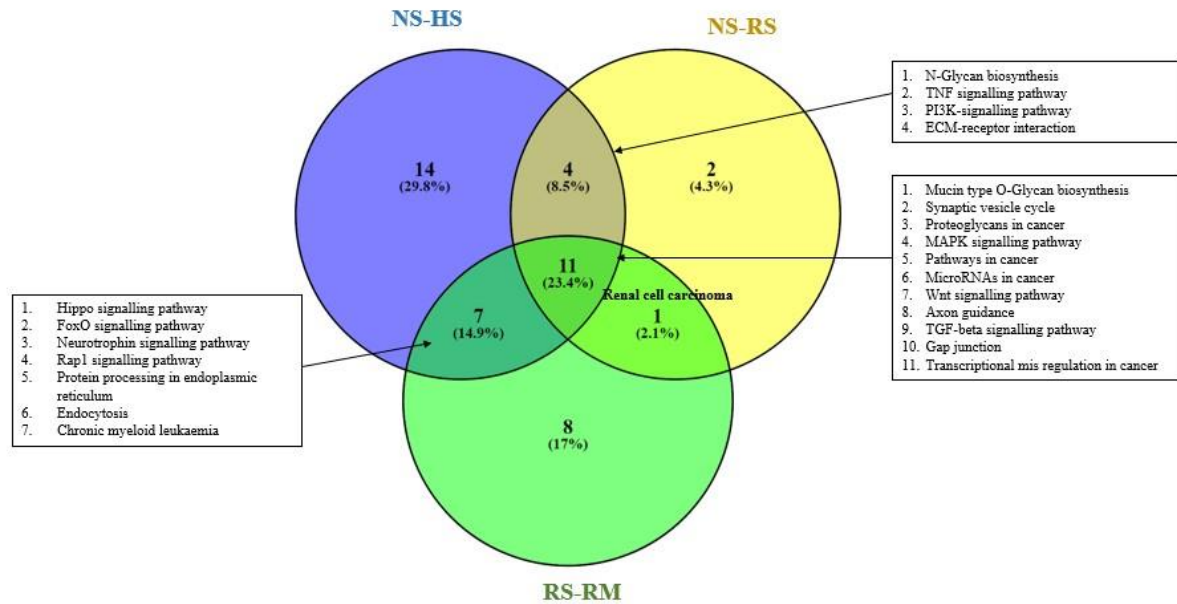 NS-HS
NS-RS
14
(29.8%)
4
(8.5%)
2
(4.3%)
11
(23.4%)
Renal cell carcinoma
7
(14.9%)
1
(2.1%)
8
(17%)
RS-RM
1. N-Glycan biosynthesis
2. TNF signalling pathway
3. PI3K-signalling pathway
4. ECM-receptor interaction
1. Mucin type O-Glycan biosynthesis
2. Synaptic vesicle cycle
3. Proteoglycans in cancer
4. MAPK signalling pathway
5. Pathways in cancer
6. MicroRNAs in cancer
7. Wnt signalling pathway
8. Axon guidance
9. TGF-beta signalling pathway
10. Gap junction
11. Transcriptional mis regulation in cancer
1. Hippo signalling pathway
2. FoxO signalling pathway
3. Neurotrophin signalling pathway
4. Rap1 signalling pathway
5. Protein processing in endoplasmic
reticulum
6. Endocytosis
7. Chronic myeloid leukaemia